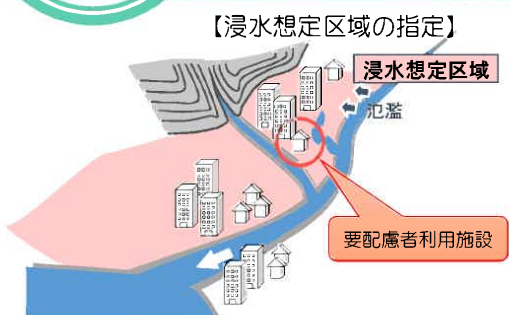 【浸水想定区域の指定】
浸水想定区域
氾濫
要配慮者利用施設